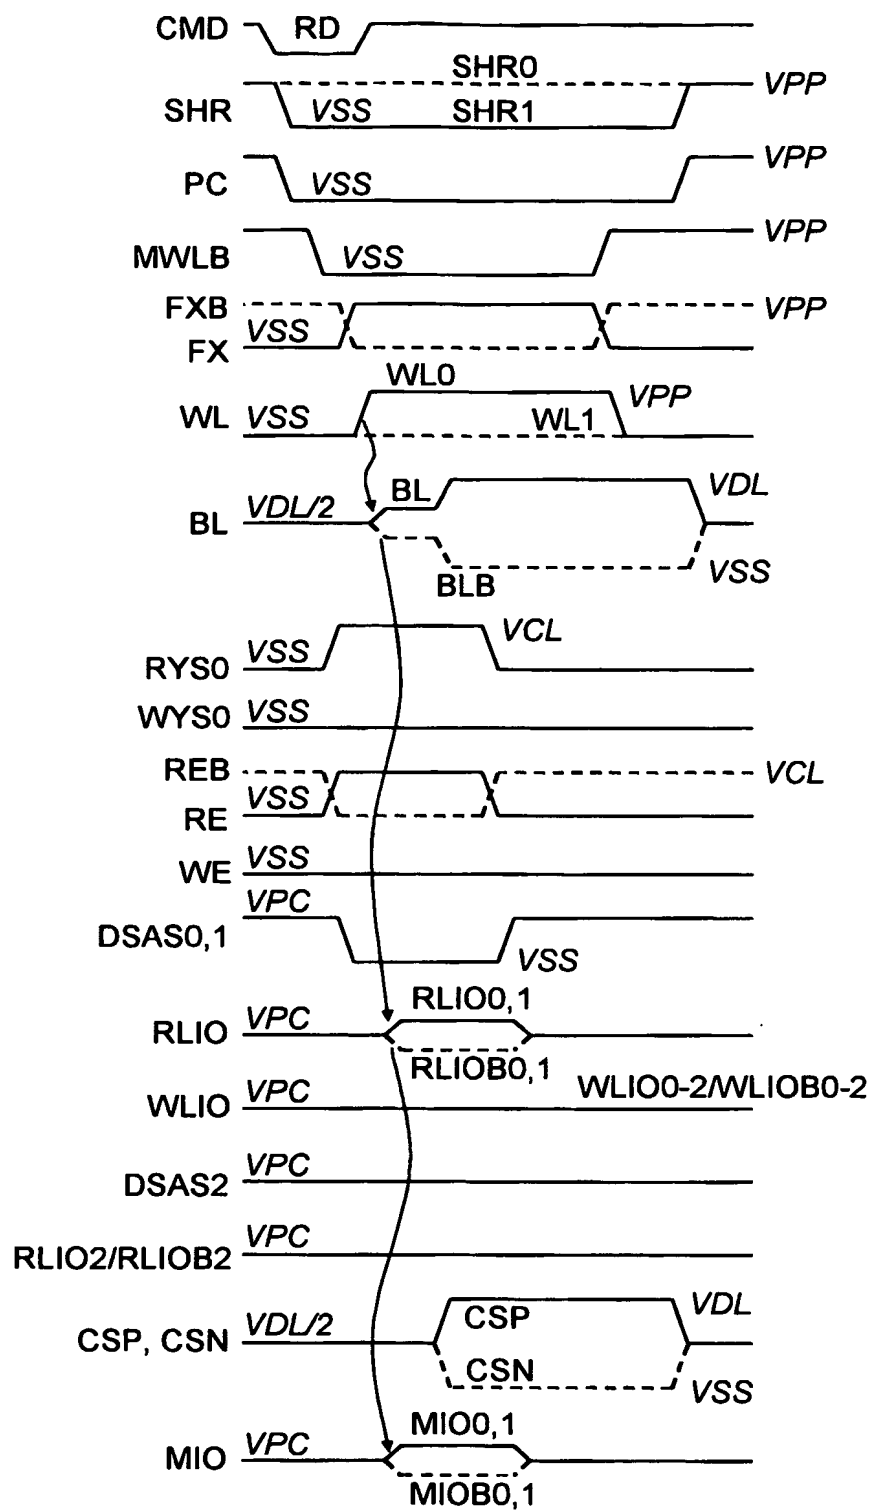 CMD RD
SHR0
VPP
SHR VSS SHR1
VPP
PC VSS
VPP
MWLB VSS
FXB VPP
VSS
FX
WL0
WL VSS WL1 VPP
BL VDL/2 BL VDL
BLB VSS
RYS0 VSS VCL
WYS0 VSS
REB VCL
VSS
RE
WE VSS
VPC
DSAS0,1 VSS
RLIO0,1
RLIO VPC
RLIOB0,1
WLIO VPC WLIO0-2/WLIOB0-2
DSAS2 VPC
RLIO2/RLIOB2 VPC
CSP, CSN VDL/2 CSP VDL
CSN VSS
MIO0,1
MIO VPC
MIOB0,1